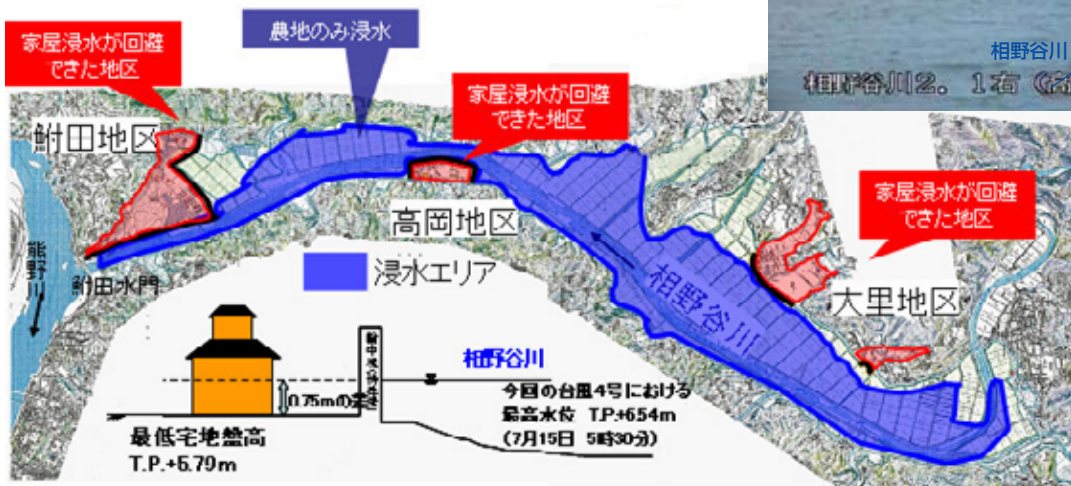 家屋浸水が回避
できた地区
農地のみ浸水
相野谷川
相野谷川2．1右
家屋浸水が回避
できた地区
鮒田地区
家屋浸水が回避
できた地区
高岡地区
大里地区
熊野川
鮒田水門
浸水エリア
相野谷川
相野谷川
0.75mの
今回の台風4号における
最高水位 T.P.+6.54m
(7月15日 5時30分)
最低宅地盤高
T.P.+5.79m